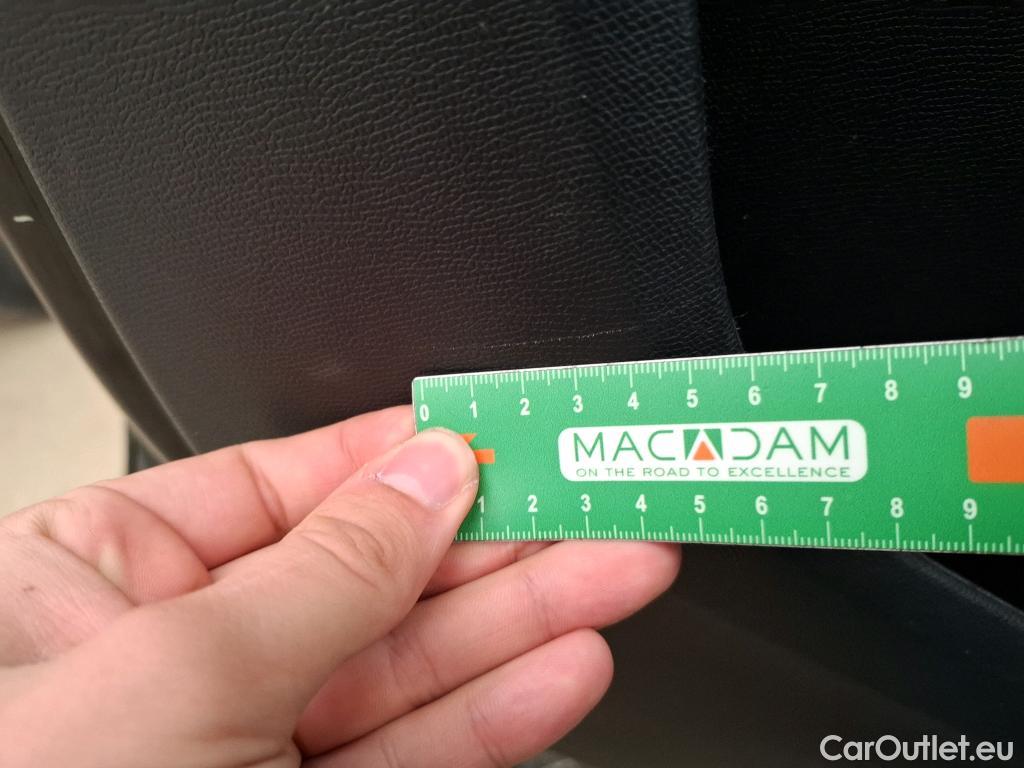 0 1 2 3 4 5 6 7 8 9
MACADAM
ON THE ROAD TO EXCELLENCE
1 2 3 4 5 6 7 8 9
CarOutlet.eu